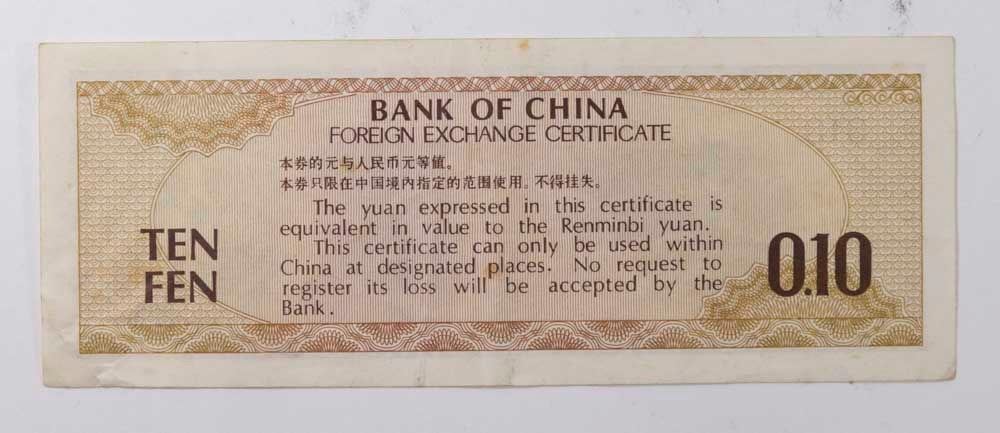 BANK OF CHINA
FOREIGN EXCHANGE CERTIFICATE
本券的元与人民币元等值。
本券只限在中国境内指定的范围使用。不得挂失。
The yuan expressed in this certificate is
equivalent in value to the Renminbi yuan.
This certificate can only be used within
China at designated places. No request to
register its loss will be accepted by the
Bank.
TEN
FEN
0.10